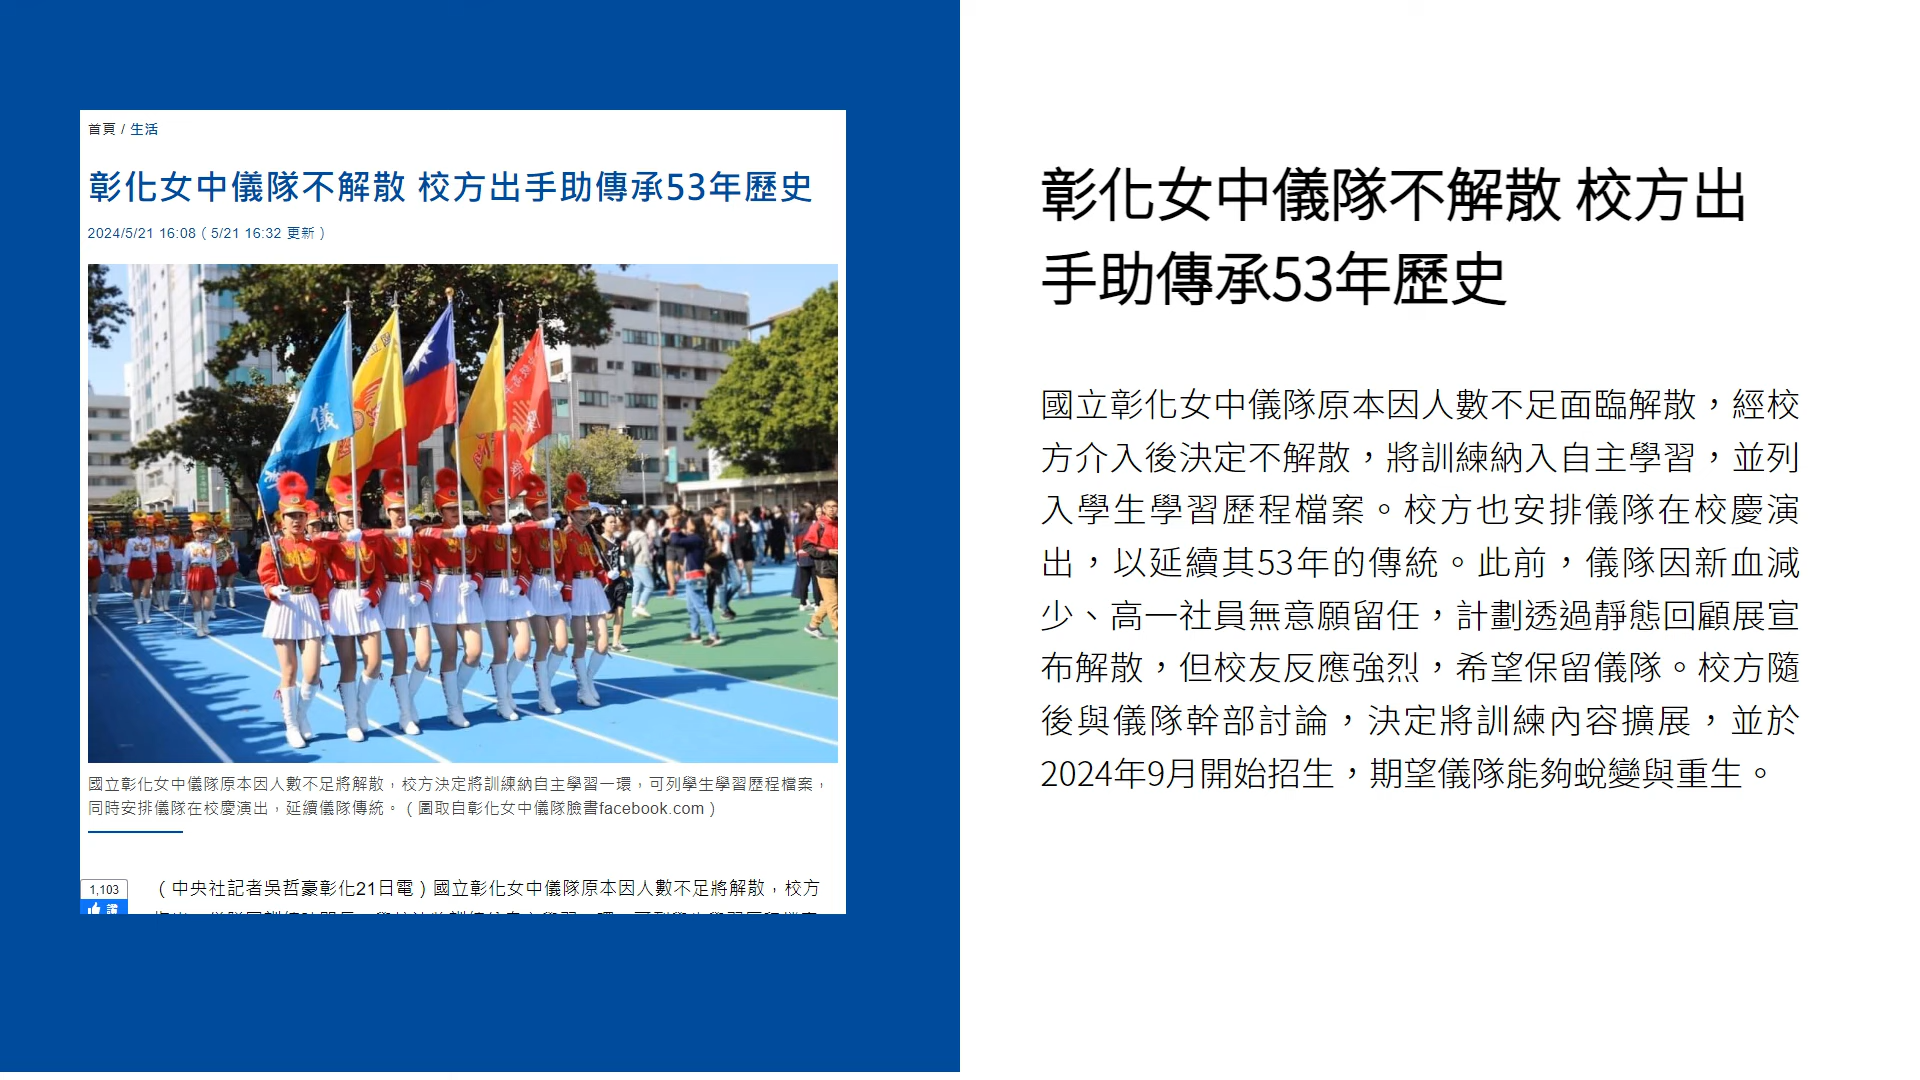 首頁 / 生活
彰化女中儀隊不解散 校方出手助傳承53年歷史
2024/5/21 16:08（5/21 16:32 更新）
儀
國立彰化女中儀隊原本因人數不足將解散，校方決定將訓練納自主學習一環，可列學生學習歷程檔案，
同時安排儀隊在校慶演出，延續儀隊傳統。（圖取自彰化女中儀隊臉書facebook.com）
1,103
讚
（中央社記者吳哲豪彰化21日電）國立彰化女中儀隊原本因人數不足將解散，校方
彰化女中儀隊不解散 校方出
手助傳承53年歷史
國立彰化女中儀隊原本因人數不足面臨解散，經校
方介入後決定不解散，將訓練納入自主學習，並列
入學生學習歷程檔案。校方也安排儀隊在校慶演
出，以延續其53年的傳統。此前，儀隊因新血減
少、高一社員無意願留任，計劃透過靜態回顧展宣
布解散，但校友反應強烈，希望保留儀隊。校方隨
後與儀隊幹部討論，決定將訓練內容擴展，並於
2024年9月開始招生，期望儀隊能夠蛻變與重生。